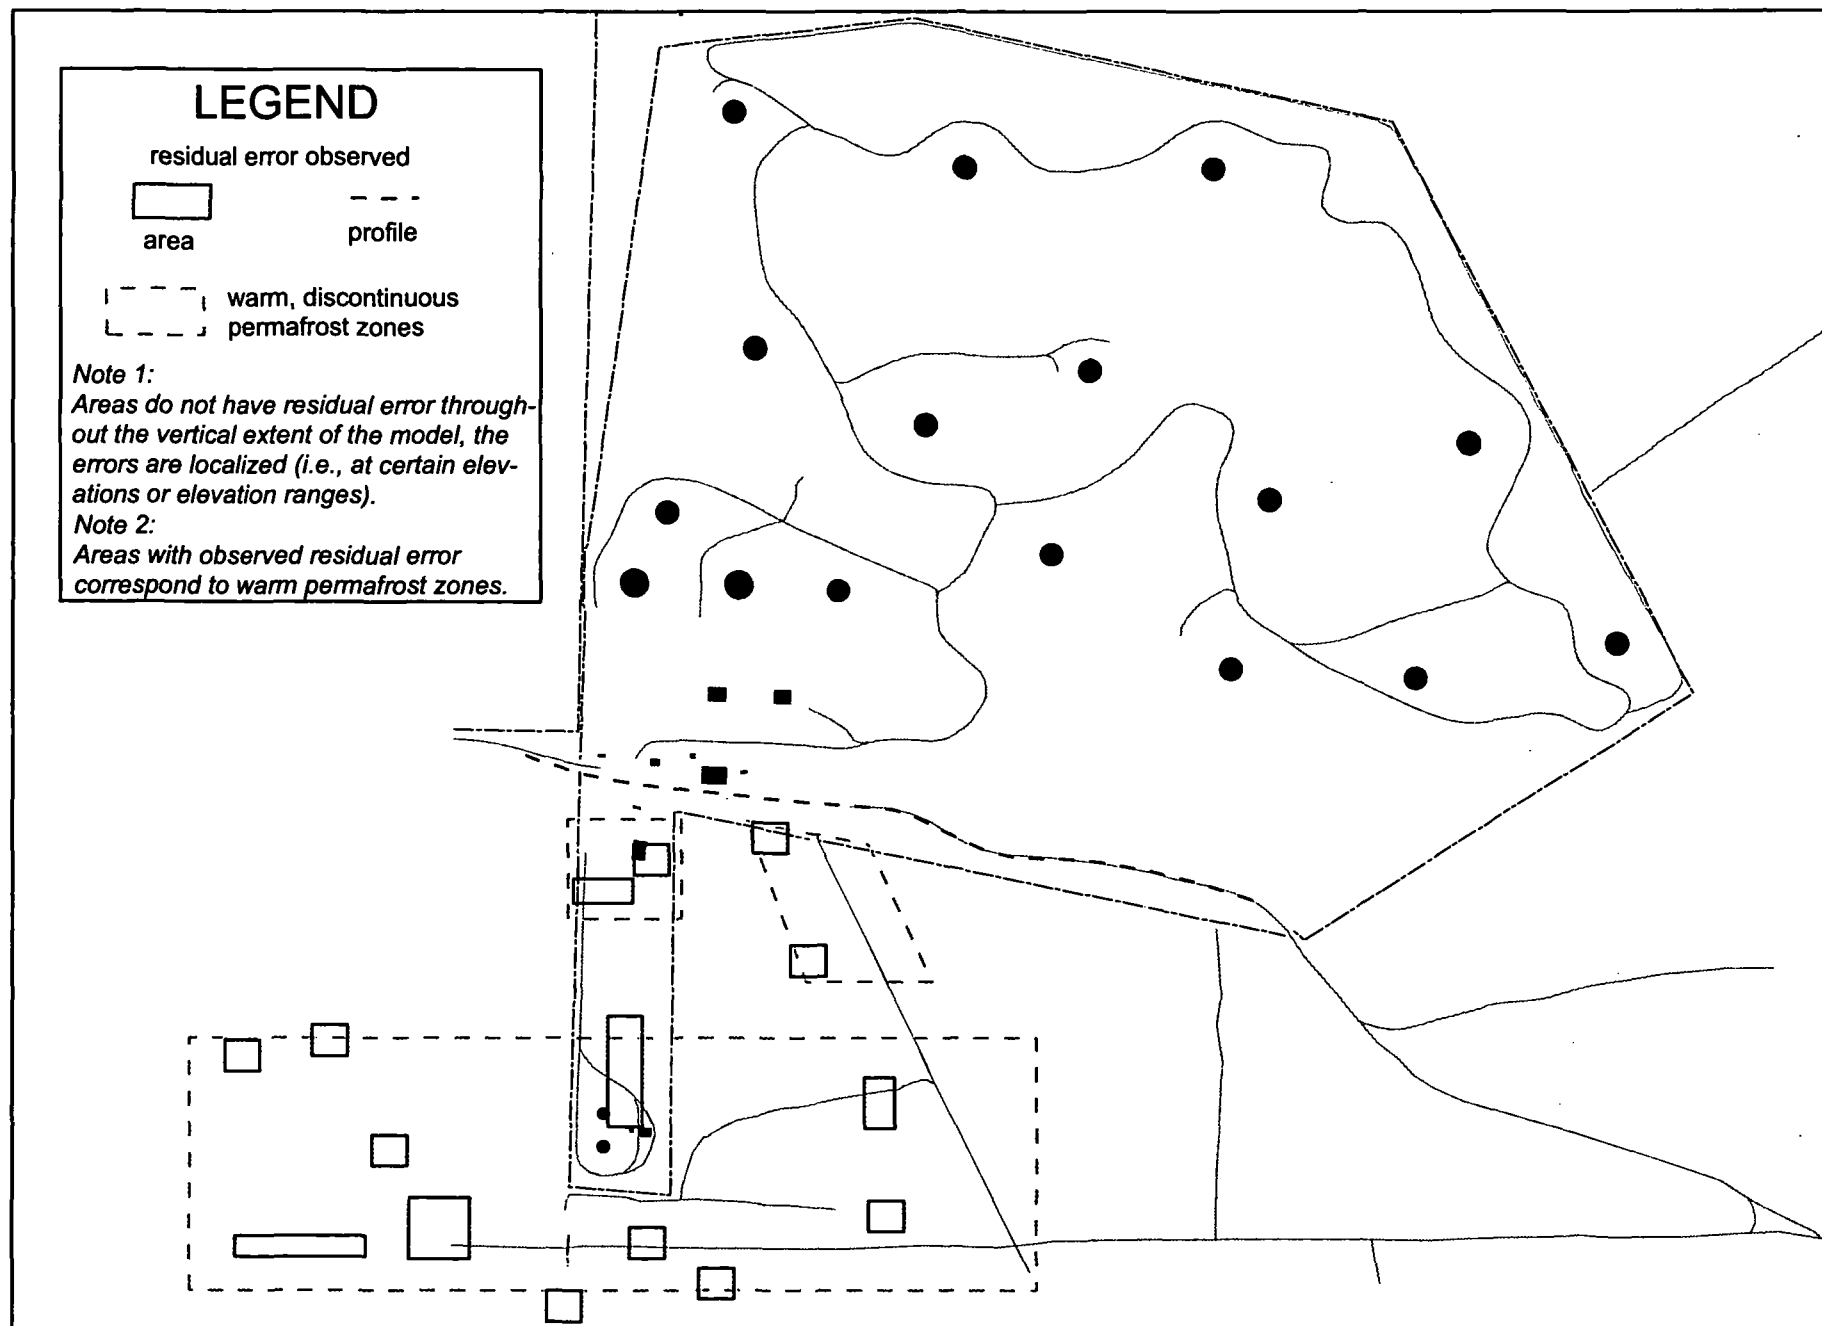 LEGEND
residual error observed
area
profile
warm, discontinuous
permafrost zones
Note 1:
Areas do not have residual error through-
out the vertical extent of the model, the
errors are localized (i.e., at certain elev-
ations or elevation ranges).
Note 2:
Areas with observed residual error
correspond to warm permafrost zones.